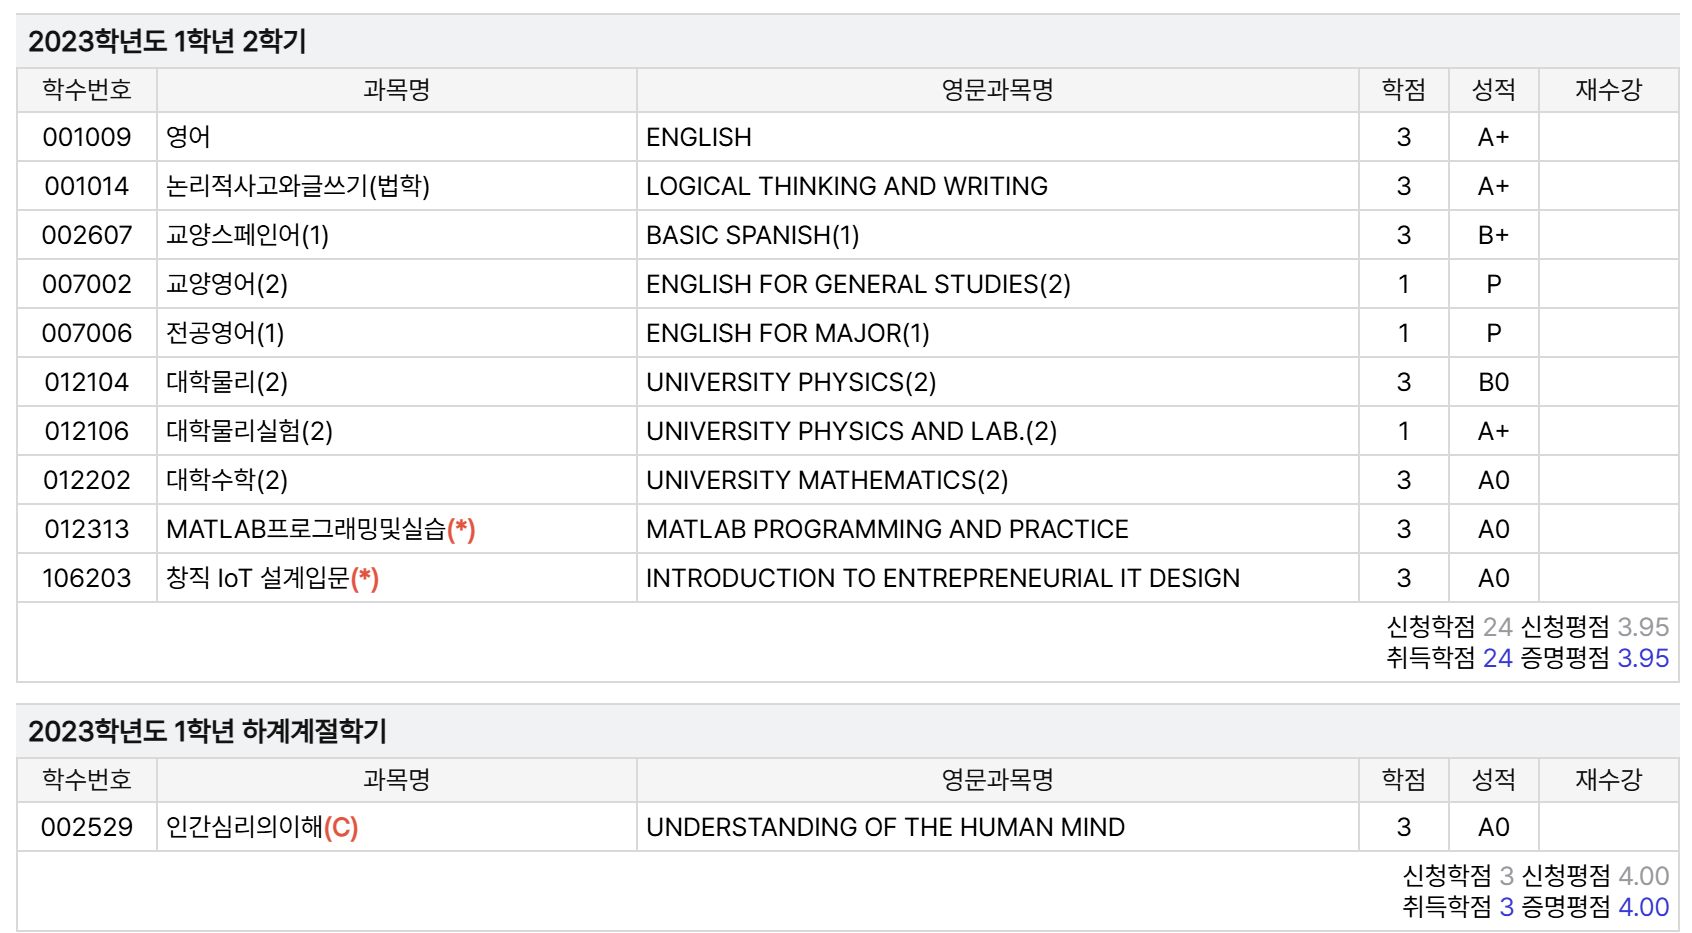 2023학년도 1학년 2학기
학수번호 과목명 영문과목명 학점 성적 재수강
001009 영어 ENGLISH 3 A+
001014 논리적사고와글쓰기(법학) LOGICAL THINKING AND WRITING 3 A+
002607 교양스페인어(1) BASIC SPANISH(1) 3 B+
007002 교양영어(2) ENGLISH FOR GENERAL STUDIES(2) 1 P
007006 전공영어(1) ENGLISH FOR MAJOR(1) 1 P
012104 대학물리(2) UNIVERSITY PHYSICS(2) 3 B0
012106 대학물리실험(2) UNIVERSITY PHYSICS AND LAB.(2) 1 A+
012202 대학수학(2) UNIVERSITY MATHEMATICS(2) 3 A0
012313 MATLAB프로그래밍및실습(*) MATLAB PROGRAMMING AND PRACTICE 3 A0
106203 창직 IoT 설계입문(*) INTRODUCTION TO ENTREPRENEURIAL IT DESIGN 3 A0
신청학점 24 신청평점 3.95
취득학점 24 증명평점 3.95
2023학년도 1학년 하계계절학기
학수번호 과목명 영문과목명 학점 성적 재수강
002529 인간심리의이해(C) UNDERSTANDING OF THE HUMAN MIND 3 A0
신청학점 3 신청평점 4.00
취득학점 3 증명평점 4.00